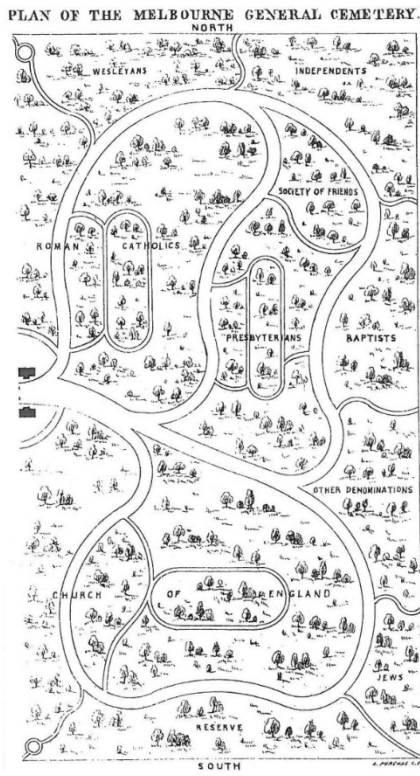 PLAN OF THE MELBOURNE GENERAL CEMETERY.
NORTH
WESLEYANS
INDEPENDENTS
SOCIETY OF FRIENDS
ROMAN CATHOLICS
PRESBYTERIANS
BAPTISTS
OTHER DENOMINATIONS
CHURCH OF ENGLAND
JEWS
RESERVE
SOUTH